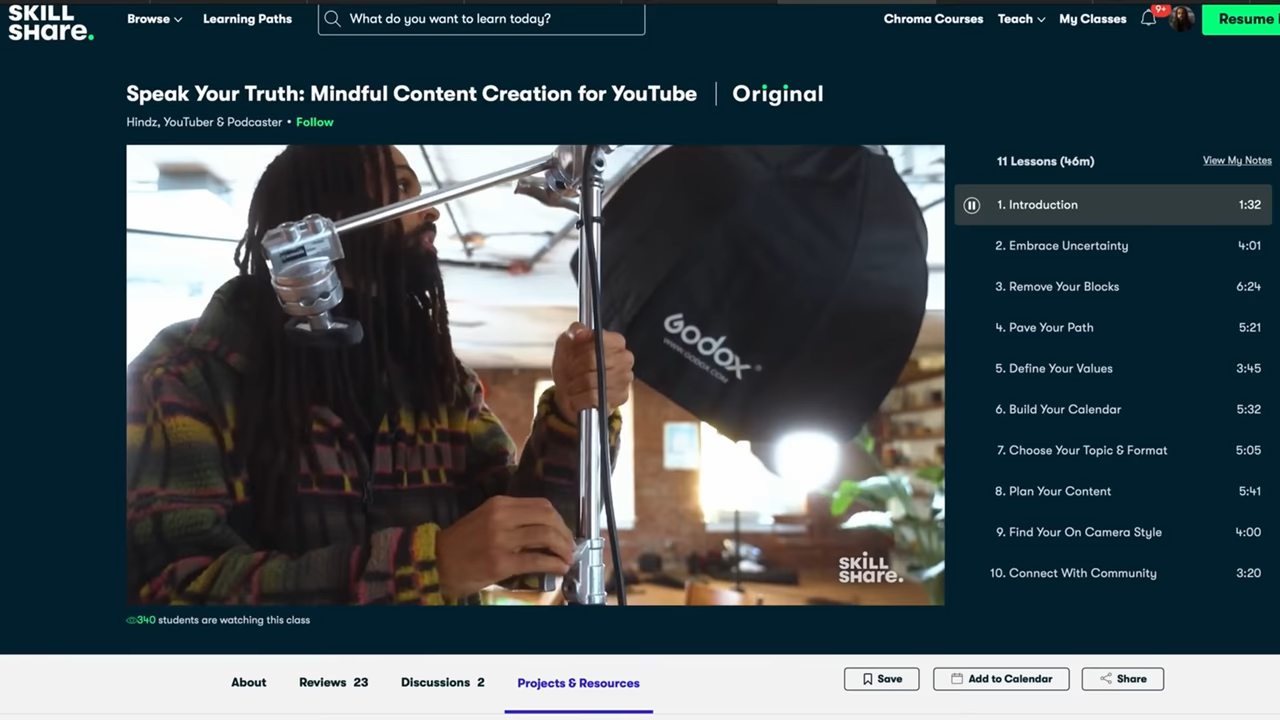 SKILL
SHare.
Browse
Learning Paths
What do you want to learn today?
Chroma Courses
Teach
My Classes
9+
Resume
Speak Your Truth: Mindful Content Creation for YouTube | Original
Hindz, YouTuber & Podcaster • Follow
Godox
WWW.GODOX.COM
SKILL
SHare.
340 students are watching this class
11 Lessons (46m)
View My Notes
1. Introduction 1:32
2. Embrace Uncertainty 4:01
3. Remove Your Blocks 6:24
4. Pave Your Path 5:21
5. Define Your Values 3:45
6. Build Your Calendar 5:32
7. Choose Your Topic & Format 5:05
8. Plan Your Content 5:41
9. Find Your On Camera Style 4:00
10. Connect With Community 3:20
About
Reviews 23
Discussions 2
Projects & Resources
Save
Add to Calendar
Share